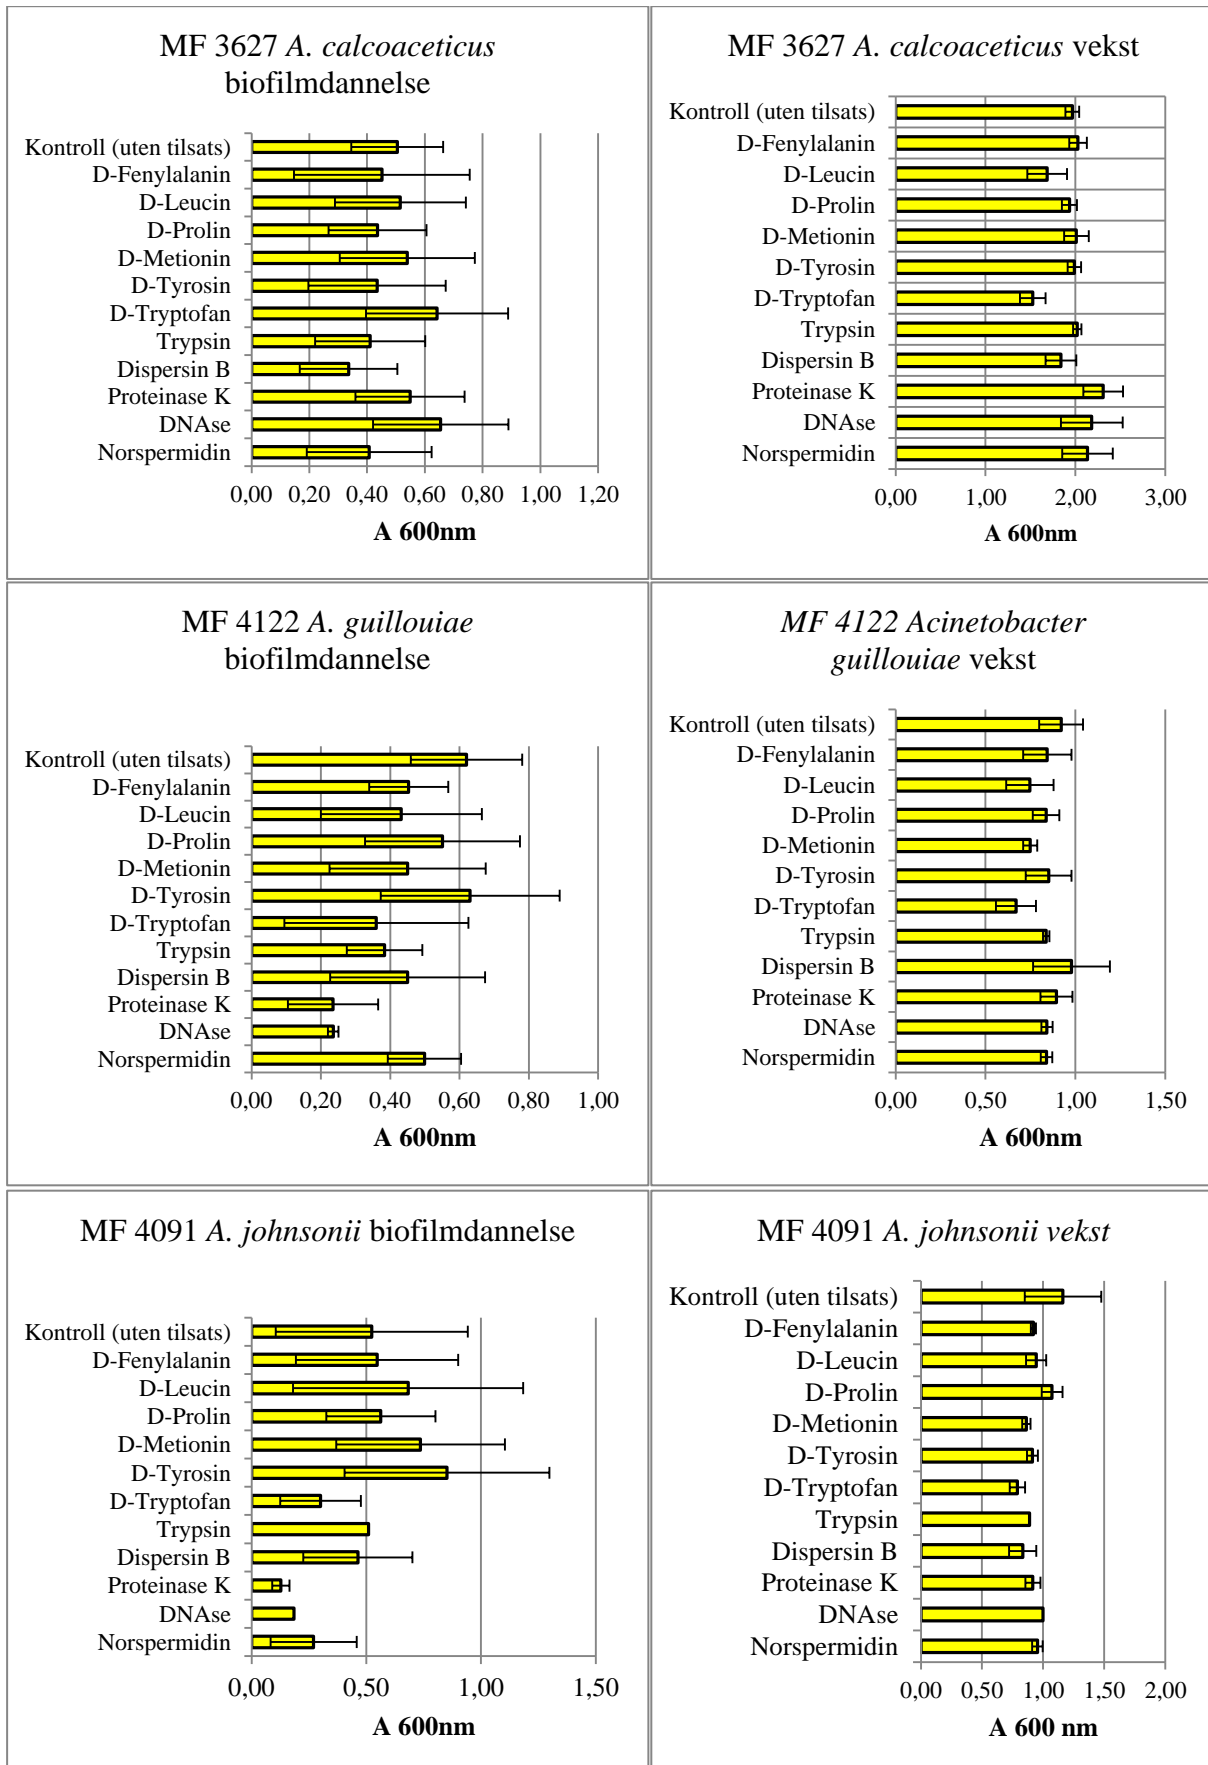 MF 3627 A. calcoaceticus
biofilmdannelse
Kontroll (uten tilsats)
D-Fenylalanin
D-Leucin
D-Prolin
D-Metionin
D-Tyrosin
D-Tryptofan
Trypsin
Dispersin B
Proteinase K
DNAse
Norspermidin
0,00 0,20 0,40 0,60 0,80 1,00 1,20
A 600nm
MF 3627 A. calcoaceticus vekst
Kontroll (uten tilsats)
D-Fenylalanin
D-Leucin
D-Prolin
D-Metionin
D-Tyrosin
D-Tryptofan
Trypsin
Dispersin B
Proteinase K
DNAse
Norspermidin
0,00 1,00 2,00 3,00
A 600nm
MF 4122 A. guillouiae
biofilmdannelse
Kontroll (uten tilsats)
D-Fenylalanin
D-Leucin
D-Prolin
D-Metionin
D-Tyrosin
D-Tryptofan
Trypsin
Dispersin B
Proteinase K
DNAse
Norspermidin
0,00 0,20 0,40 0,60 0,80 1,00
A 600nm
MF 4122 Acinetobacter
guillouiae vekst
Kontroll (uten tilsats)
D-Fenylalanin
D-Leucin
D-Prolin
D-Metionin
D-Tyrosin
D-Tryptofan
Trypsin
Dispersin B
Proteinase K
DNAse
Norspermidin
0,00 0,50 1,00 1,50
A 600nm
MF 4091 A. johnsonii biofilmdannelse
Kontroll (uten tilsats)
D-Fenylalanin
D-Leucin
D-Prolin
D-Metionin
D-Tyrosin
D-Tryptofan
Trypsin
Dispersin B
Proteinase K
DNAse
Norspermidin
0,00 0,50 1,00 1,50
A 600nm
MF 4091 A. johnsonii vekst
Kontroll (uten tilsats)
D-Fenylalanin
D-Leucin
D-Prolin
D-Metionin
D-Tyrosin
D-Tryptofan
Trypsin
Dispersin B
Proteinase K
DNAse
Norspermidin
0,00 0,50 1,00 1,50 2,00
A 600 nm